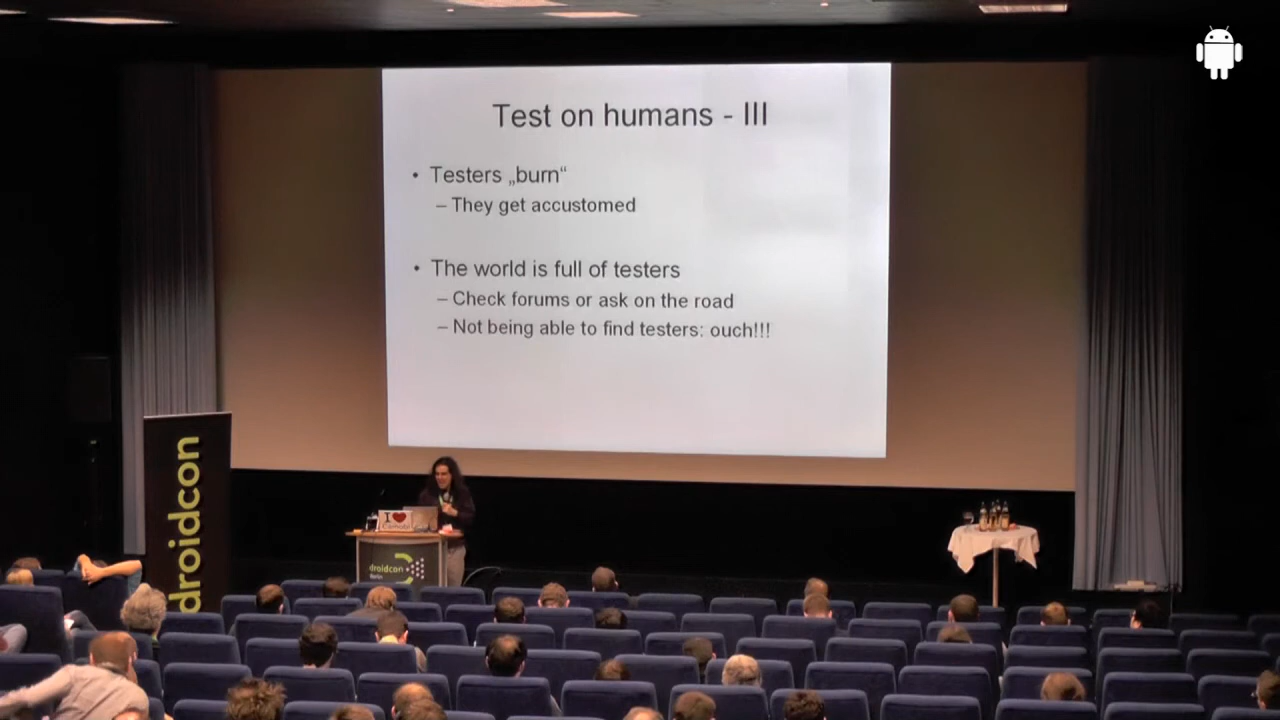 Test on humans - III
• Testers „burn“
– They get accustomed
• The world is full of testers
– Check forums or ask on the road
– Not being able to find testers: ouch!!!
droidcon
I ❤
droidcon
Berlin